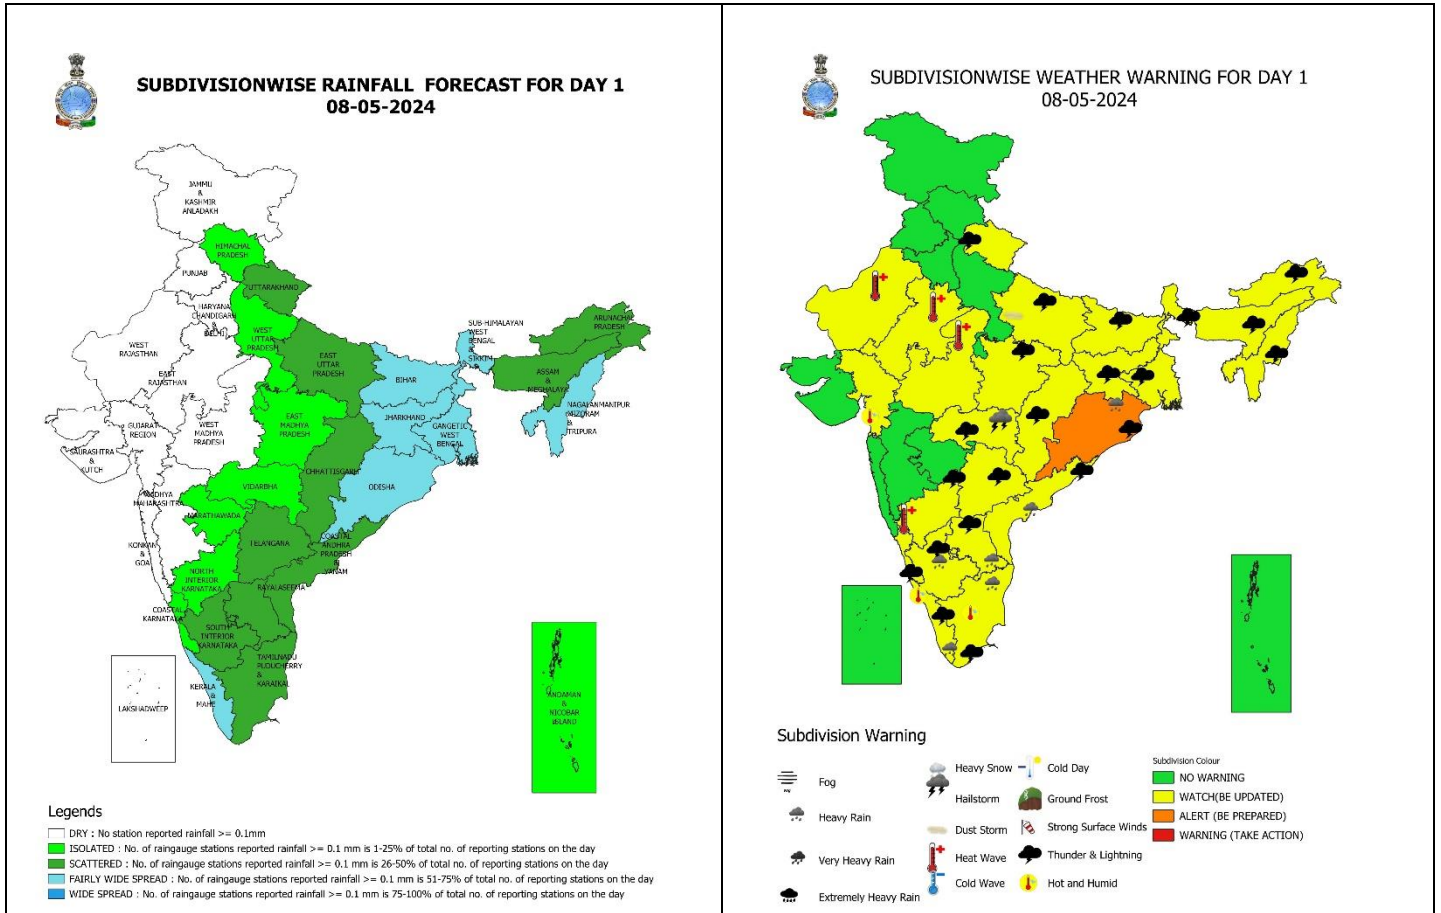 SUBDIVISIONWISE RAINFALL FORECAST FOR DAY 1
08-05-2024
JAMMU
&
KASHMIR
ANLADAKH
HIMACHAL
PRADESH
PUNJAB
UTTARAKHAND
HARYANA
CHANDIGARH
&
DELHI
WEST
UTTAR
PRADESH
WEST
RAJASTHAN
EAST
RAJASTHAN
EAST
UTTAR
PRADESH
SUB-HIMALAYAN
WEST
BENGAL
&
SIKKIM
ARUNACHAL
PRADESH
ASSAM
&
MEGHALAYA
NAGALANMANIPUR
MIZORAM
&
TRIPURA
BIHAR
JHARKHAND
GANGETIC
WEST
BENGAL
GUJARAT
REGION
WEST
MADHYA
PRADESH
EAST
MADHYA
PRADESH
SAURASHTRA
&
KUTCH
CHHATTISGARH
ODISHA
VIDARBHA
MADHYA
MAHARASHTRA
MARATHAWADA
KONKAN
&
GOA
TELANGANA
COASTAL
ANDHRA
PRADESH
&
YANAM
NORTH
INTERIOR
KARNATAKA
RAYALASEEMA
COASTAL
KARNATAKA
SOUTH
INTERIOR
KARNATAKA
TAMILNADU
PUDUCHERRY
&
KARAIKAL
KERALA
&
MAHE
LAKSHADWEEP
ANDAMAN
&
NICOBAR
ISLAND
Legends
DRY : No station reported rainfall >= 0.1mm
ISOLATED : No. of raingauge stations reported rainfall >= 0.1 mm is 1-25% of total no. of reporting stations on the day
SCATTERED : No. of raingauge stations reported rainfall >= 0.1 mm is 26-50% of total no. of reporting stations on the day
FAIRLY WIDE SPREAD : No. of raingauge stations reported rainfall >= 0.1 mm is 51-75% of total no. of reporting stations on the day
WIDE SPREAD : No. of raingauge stations reported rainfall >= 0.1 mm is 75-100% of total no. of reporting stations on the day
SUBDIVISIONWISE WEATHER WARNING FOR DAY 1
08-05-2024
Subdivision Warning
Fog
Heavy Rain
Very Heavy Rain
Extremely Heavy Rain
Heavy Snow
Hailstorm
Dust Storm
Heat Wave
Cold Wave
Cold Day
Ground Frost
Strong Surface Winds
Thunder & Lightning
Hot and Humid
Subdivision Colour
NO WARNING
WATCH(BE UPDATED)
ALERT (BE PREPARED)
WARNING (TAKE ACTION)